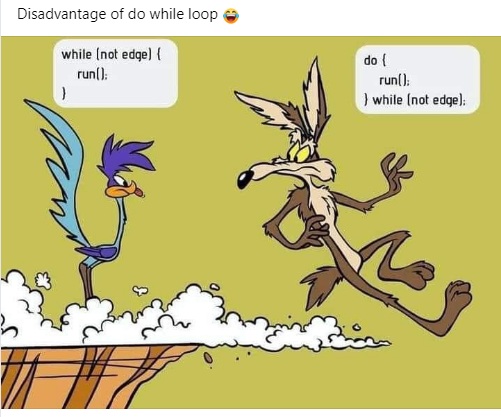 Disadvantage of do while loop 😂
while (not edge) {
run();
}
do {
run();
} while (not edge);